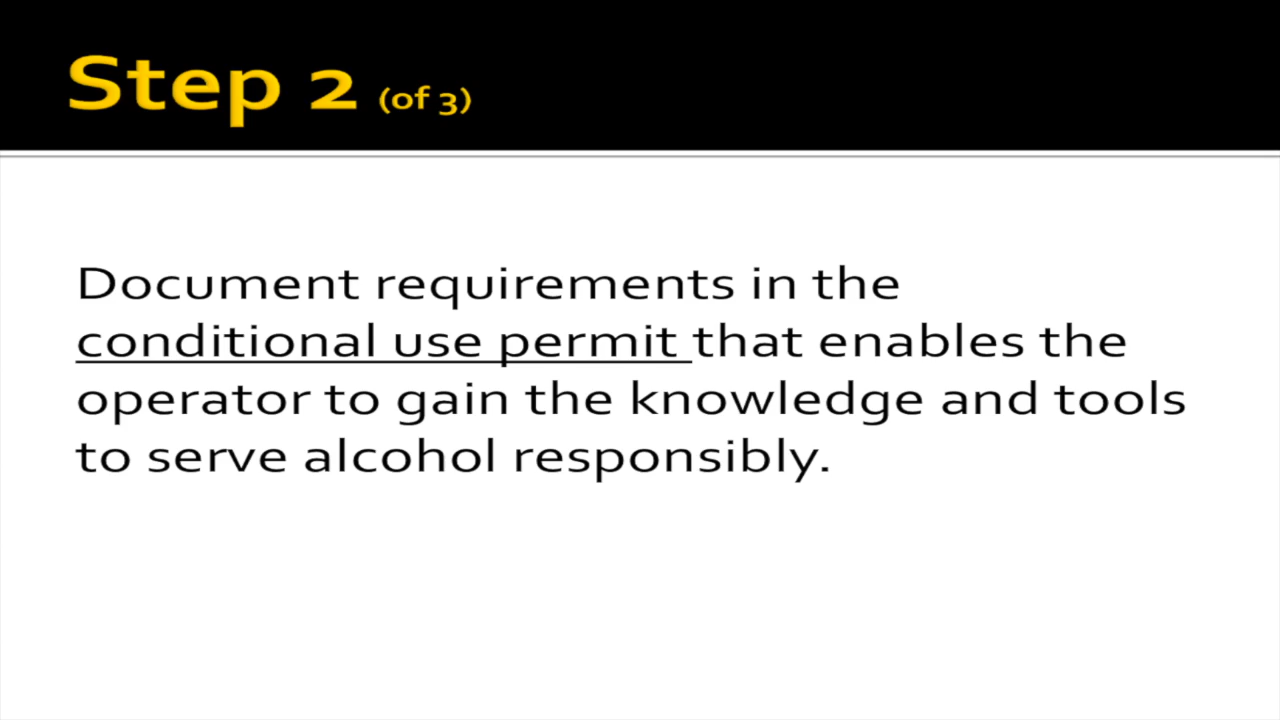 Step 2 (of 3)
Document requirements in the
conditional use permit that enables the
operator to gain the knowledge and tools
to serve alcohol responsibly.